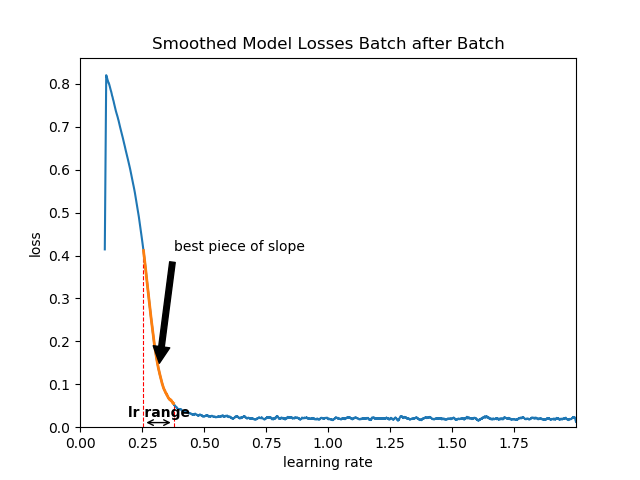 Smoothed Model Losses Batch after Batch
0.8
0.7
0.6
0.5
0.4
0.3
0.2
0.1
0.0
loss
best piece of slope
lr range
0.00 0.25 0.50 0.75 1.00 1.25 1.50 1.75
learning rate